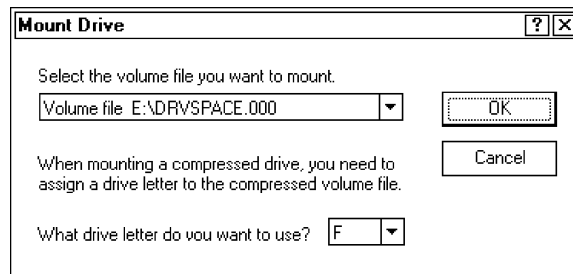 Mount Drive
Select the volume file you want to mount.
Volume file E:\DRVSPACE.000
OK
When mounting a compressed drive, you need to
assign a drive letter to the compressed volume file.
Cancel
What drive letter do you want to use? F